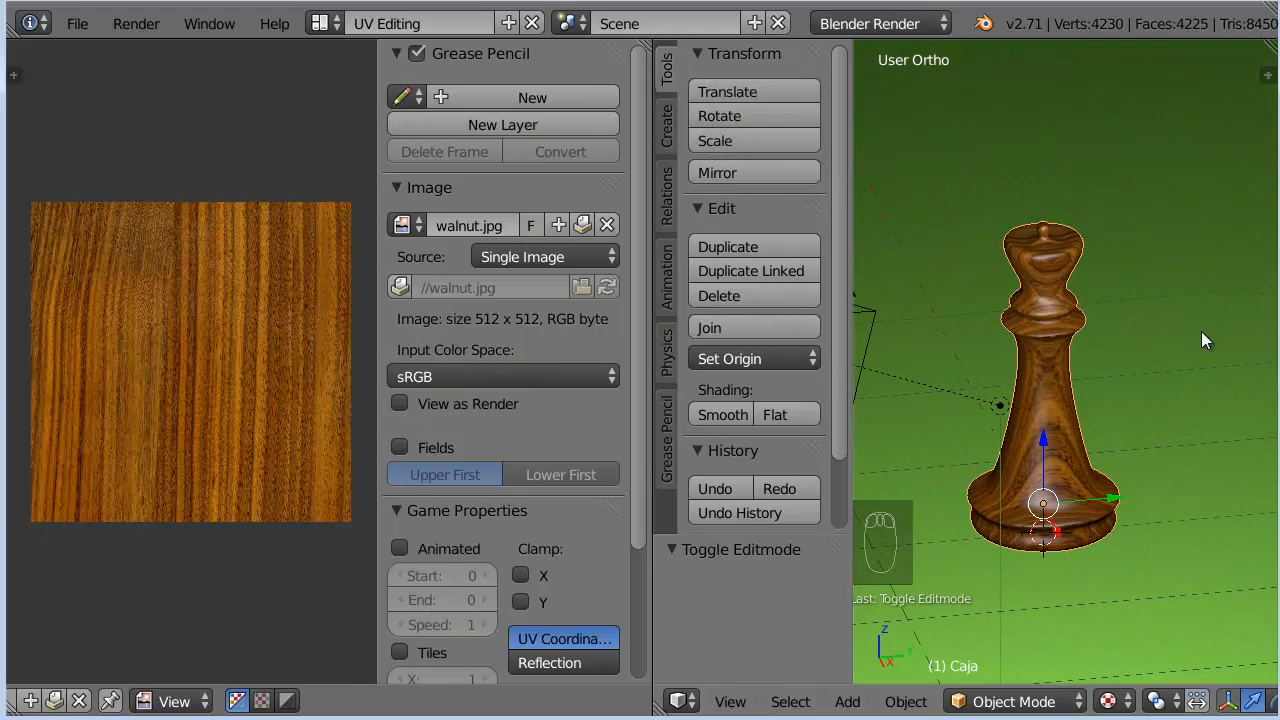 File Render Window Help UV Editing Scene Blender Render v2.71 | Verts:4230 | Faces:4225 | Tris:8450
Grease Pencil
New
New Layer
Delete Frame Convert
Image
walnut.jpg F
Source: Single Image
//walnut.jpg
Image: size 512 x 512, RGB byte
Input Color Space:
sRGB
View as Render
Fields
Upper First Lower First
Game Properties
Animated Clamp:
Start: 0 X
End: 0 Y
Speed: 1
UV Coordina...
Tiles
Reflection
X: 1
View
Tools
Create
Relations
Animation
Physics
Grease Pencil
Transform
Translate
Rotate
Scale
Mirror
Edit
Duplicate
Duplicate Linked
Delete
Join
Set Origin
Shading:
Smooth Flat
History
Undo Redo
Undo History
Toggle Editmode
User Ortho
Last: Toggle Editmode
Z
Y
X
(1) Caja
View Select Add Object Object Mode